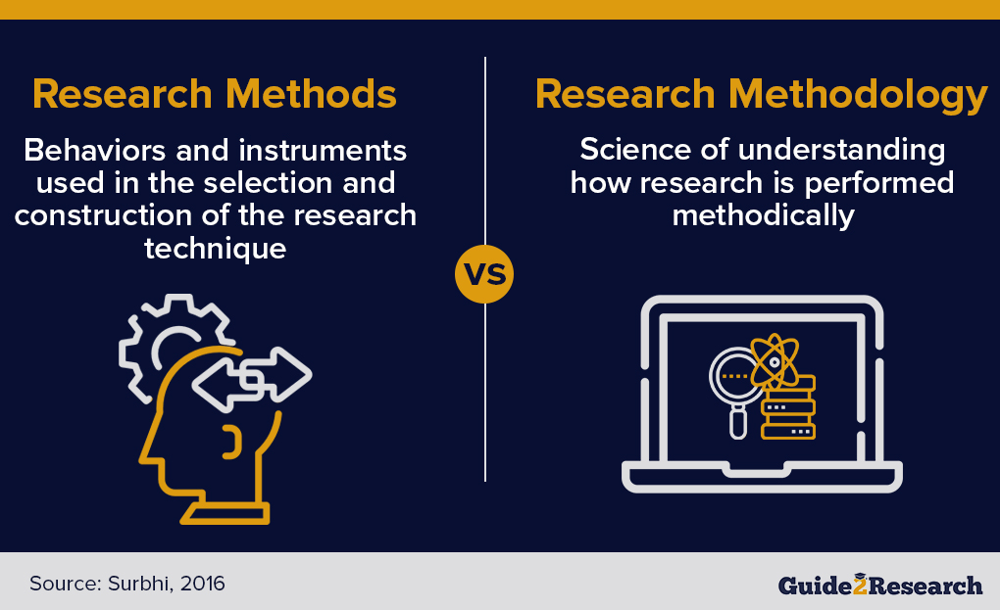 Research Methods
Behaviors and instruments
used in the selection and
construction of the research
technique
VS
Research Methodology
Science of understanding
how research is performed
methodically
Source: Surbhi, 2016
Guide2Research